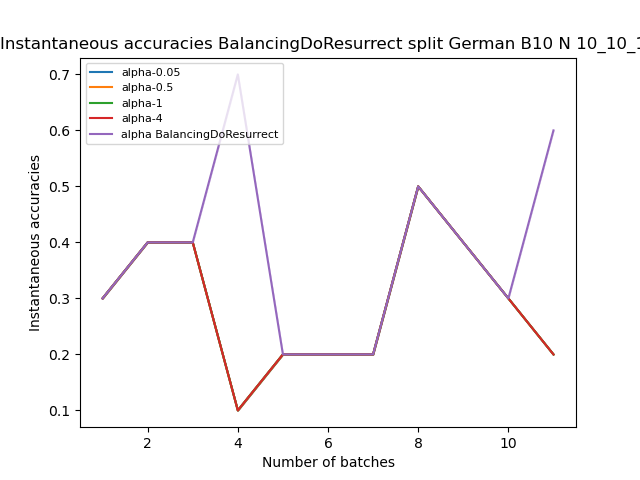 Instantaneous accuracies BalancingDoResurrect split German B10 N 10_10_1
0.7
0.6
0.5
0.4
0.3
0.2
0.1
Instantaneous accuracies
alpha-0.05
alpha-0.5
alpha-1
alpha-4
alpha BalancingDoResurrect
2 4 6 8 10
Number of batches